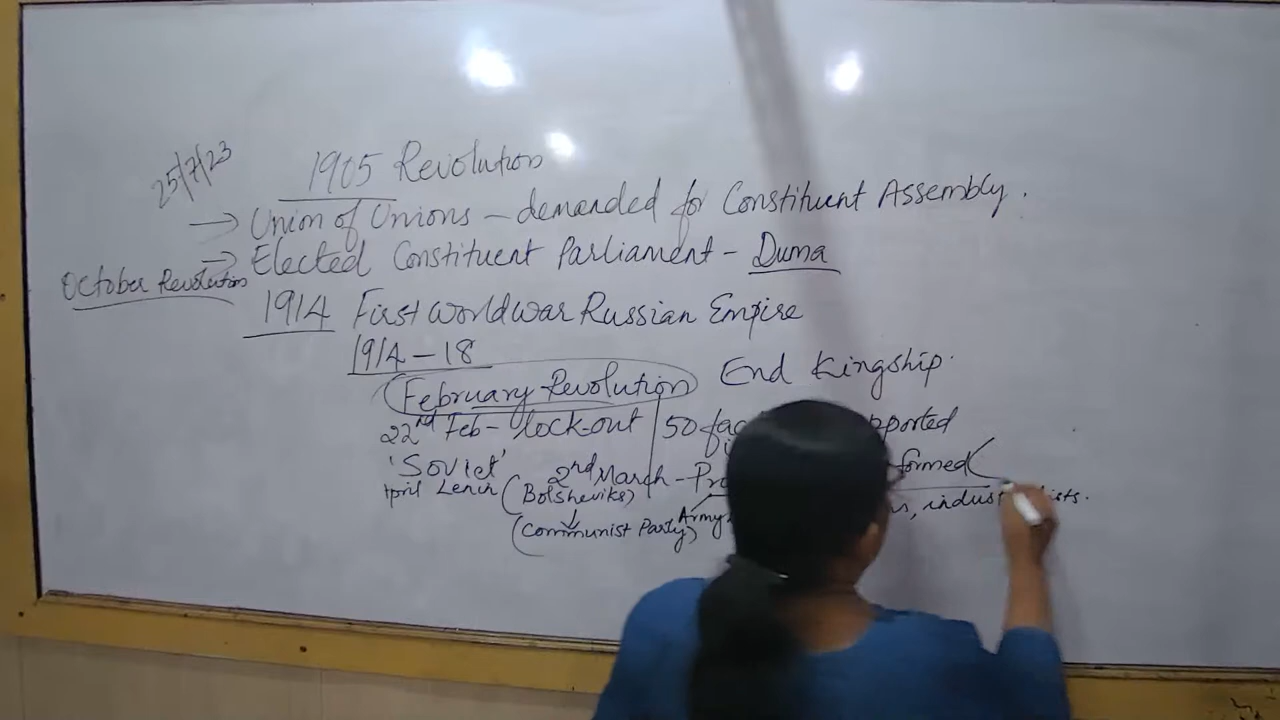 25/7/23
1905 Revolution
→ Union of Unions – demanded for Constituent Assembly.
→ Elected Constituent Parliament – Duma
October Revolution
1914 First World War Russian Empire
1914 – 18
February Revolution End Kingship.
22nd Feb – lock-out 50
'Soviet' 2nd March – formed
April Lenin (Bolsheviks)
(Communist Party) Army